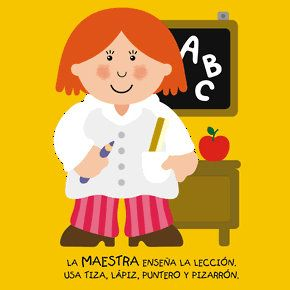 ABC
LA MAESTRA ENSEÑA LA LECCIÓN.
USA TIZA, LÁPIZ, PUNTERO Y PIZARRÓN.